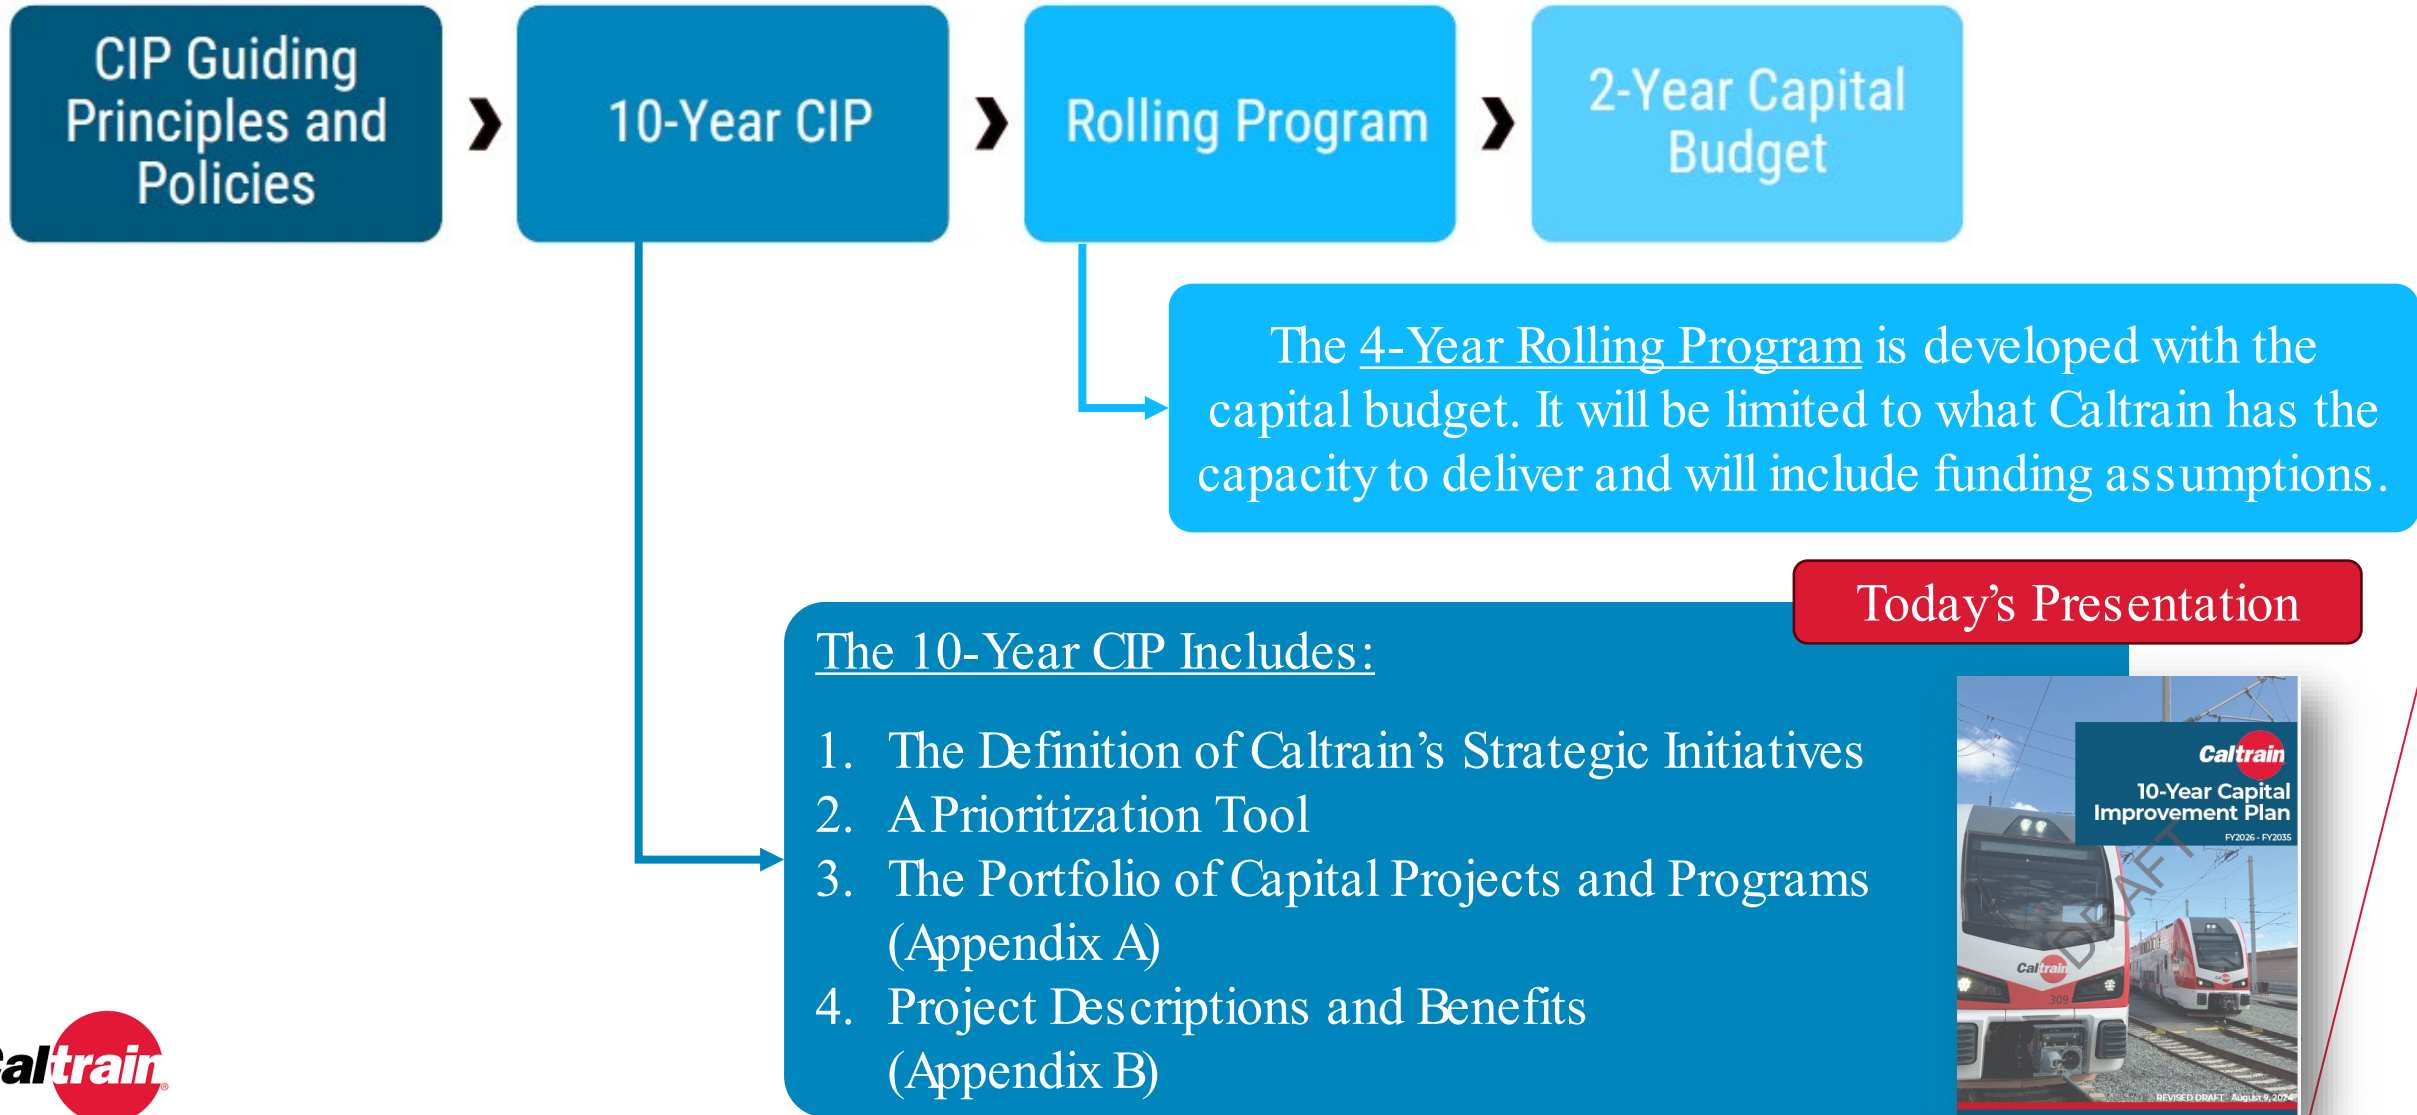 CIP Guiding
Principles and
Policies
10-Year CIP
Rolling Program
2-Year Capital
Budget
The 4-Year Rolling Program is developed with the
capital budget. It will be limited to what Caltrain has the
capacity to deliver and will include funding assumptions.
Today's Presentation
The 10-Year CIP Includes:
1. The Definition of Caltrain's Strategic Initiatives
2. A Prioritization Tool
3. The Portfolio of Capital Projects and Programs
(Appendix A)
4. Project Descriptions and Benefits
(Appendix B)
Caltrain
10-Year Capital
Improvement Plan
FY2026 - FY2035
DRAFT
Caltrain
309
REVISED DRAFT - August 9, 2024
Caltrain